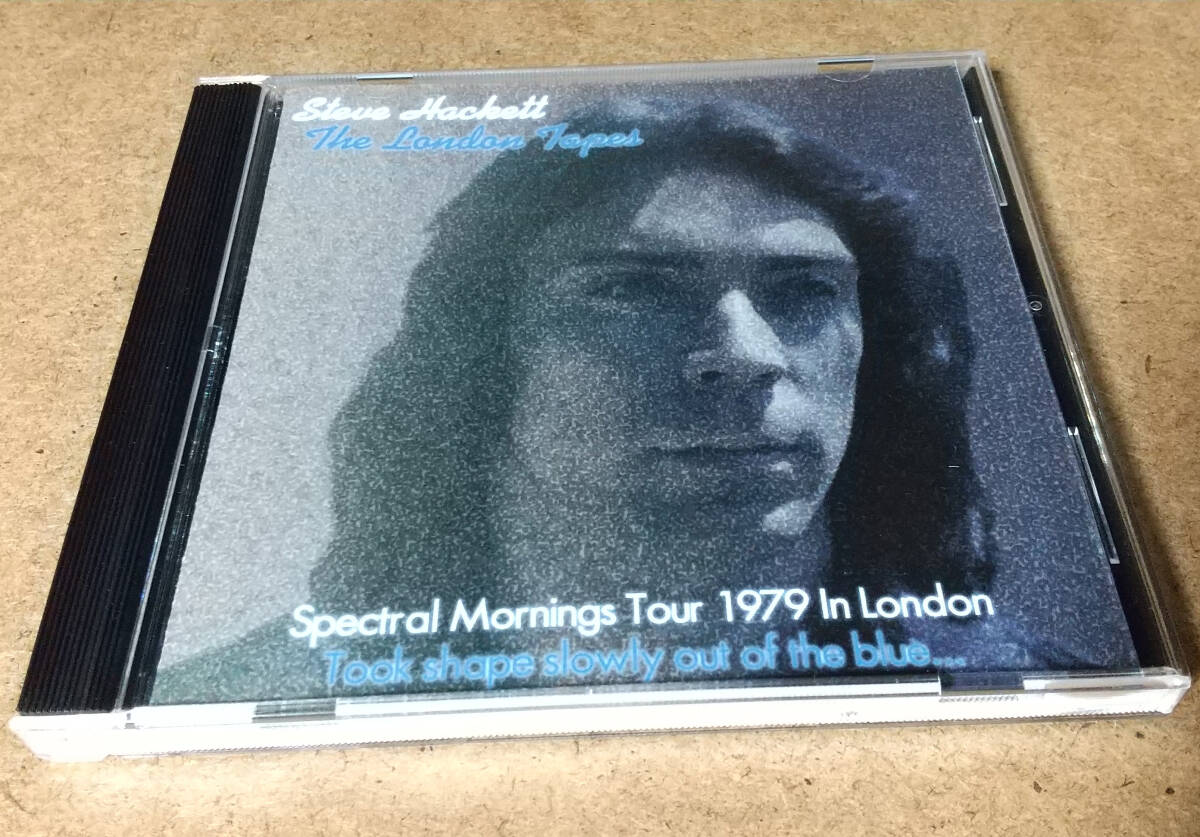 Steve Hackett
The London Tapes
Spectral Mornings Tour 1979 In London
Took shape slowly out of the blue...